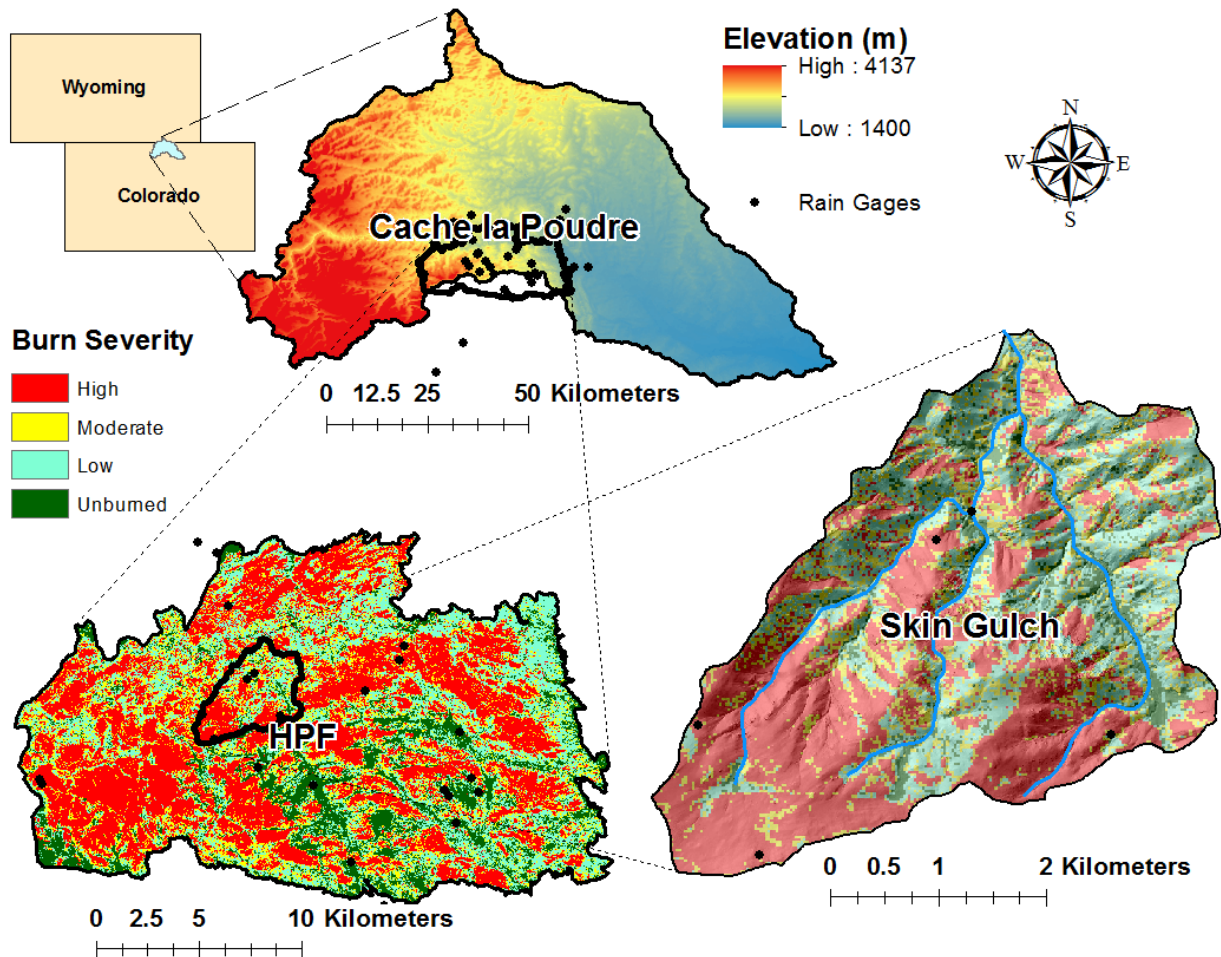 Wyoming
Colorado
Elevation (m)
High : 4137
Low : 1400
N
W E
S
Rain Gages
Cache la Poudre
0 12.5 25 50 Kilometers
Burn Severity
High
Moderate
Low
Unburned
HPF
0 2.5 5 10 Kilometers
Skin Gulch
0 0.5 1 2 Kilometers